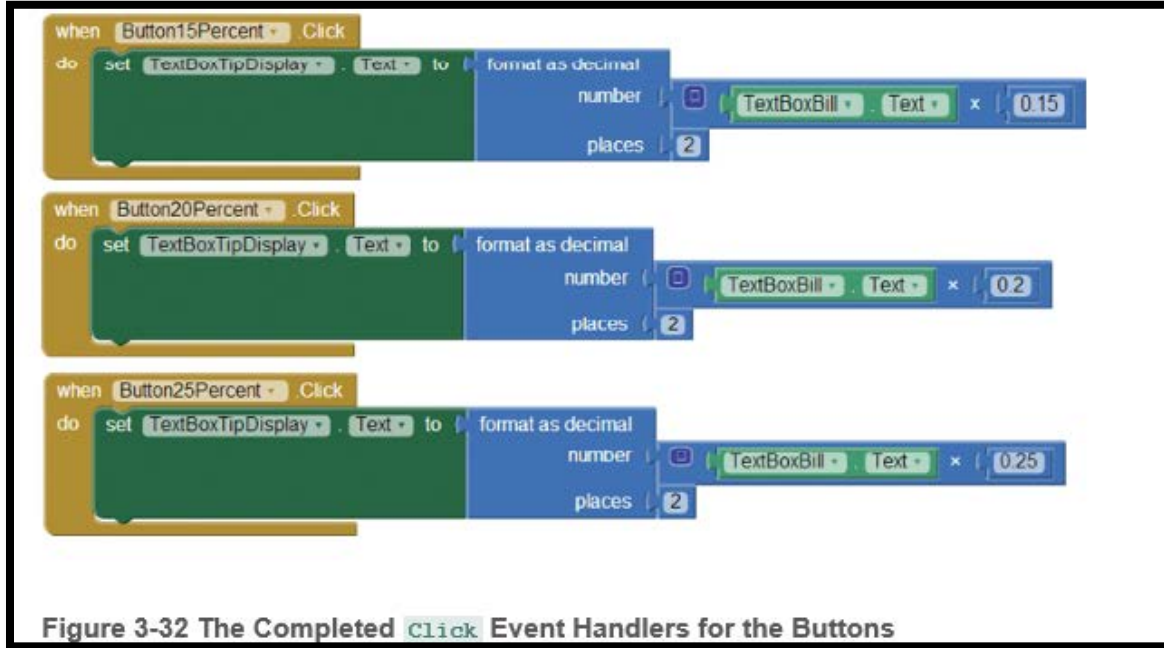 when Button15Percent .Click
do set TextBoxTipDisplay . Text to format as decimal
number TextBoxBill . Text x 0.15
places 2
when Button20Percent .Click
do set TextBoxTipDisplay . Text to format as decimal
number TextBoxBill . Text × 0.2
places 2
when Button25Percent .Click
do set TextBoxTipDisplay . Text to format as decimal
number TextBoxBill . Text × 0.25
places 2
Figure 3-32 The Completed Click Event Handlers for the Buttons